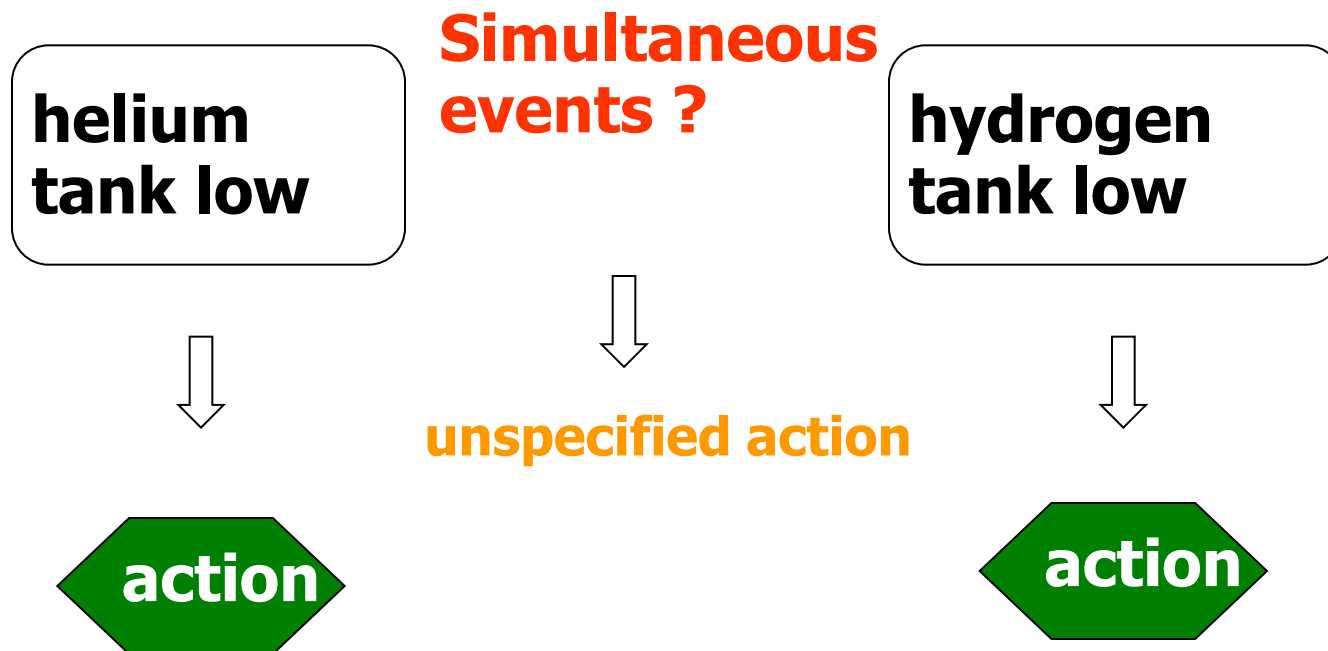 helium
tank low
Simultaneous
events ?
hydrogen
tank low
unspecified action
action
action